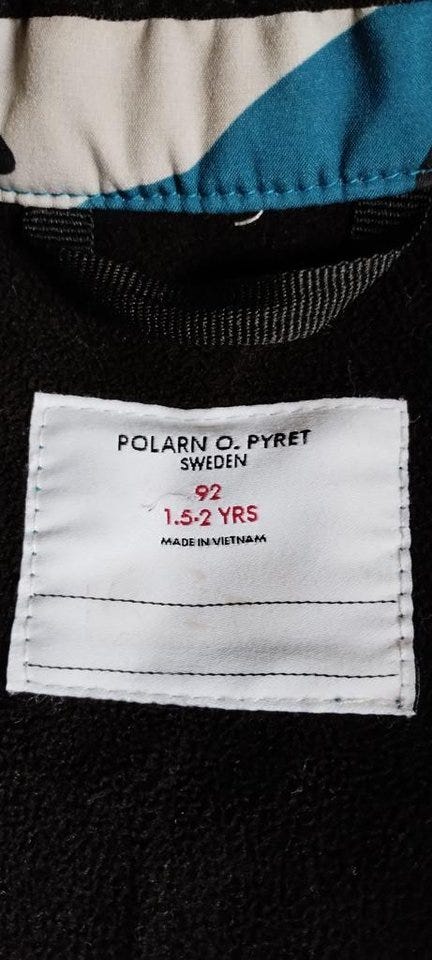 POLARN O. PYRET
SWEDEN
92
1.5-2 YRS
MADE IN VIETNAM